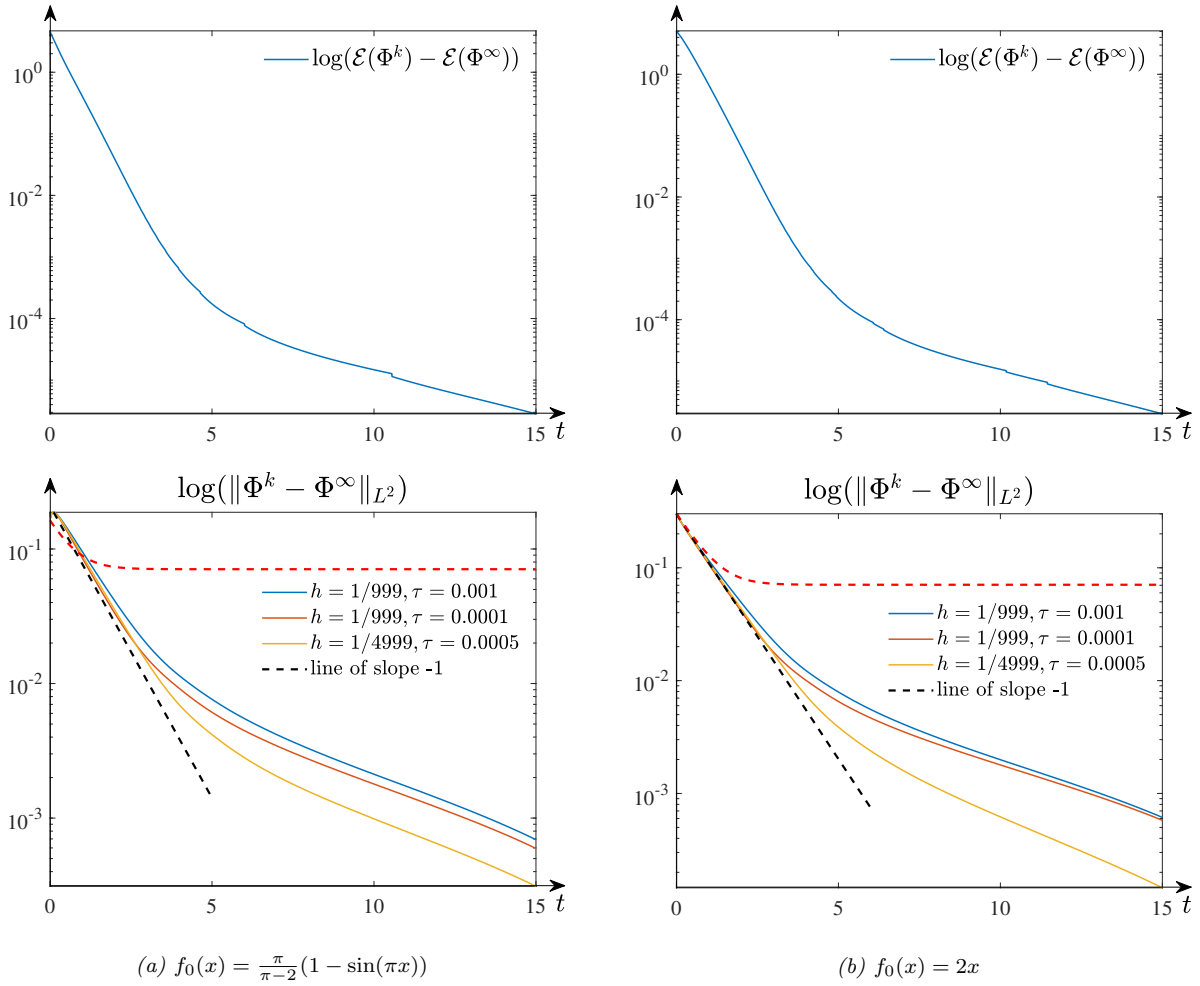 log(ℰ(Φ^k) − ℰ(Φ^∞))
10^0
10^-2
10^-4
0 5 10 15 t
log(ℰ(Φ^k) − ℰ(Φ^∞))
10^0
10^-2
10^-4
0 5 10 15 t
log(‖Φ^k − Φ^∞‖_{L^2})
10^-1
h = 1/999, τ = 0.001
h = 1/999, τ = 0.0001
h = 1/4999, τ = 0.0005
line of slope -1
10^-2
10^-3
0 5 10 15 t
(a) f_0(x) = \frac{π}{π−2}(1 − sin(πx))
log(‖Φ^k − Φ^∞‖_{L^2})
10^-1
h = 1/999, τ = 0.001
h = 1/999, τ = 0.0001
h = 1/4999, τ = 0.0005
line of slope -1
10^-2
10^-3
0 5 10 15 t
(b) f_0(x) = 2x